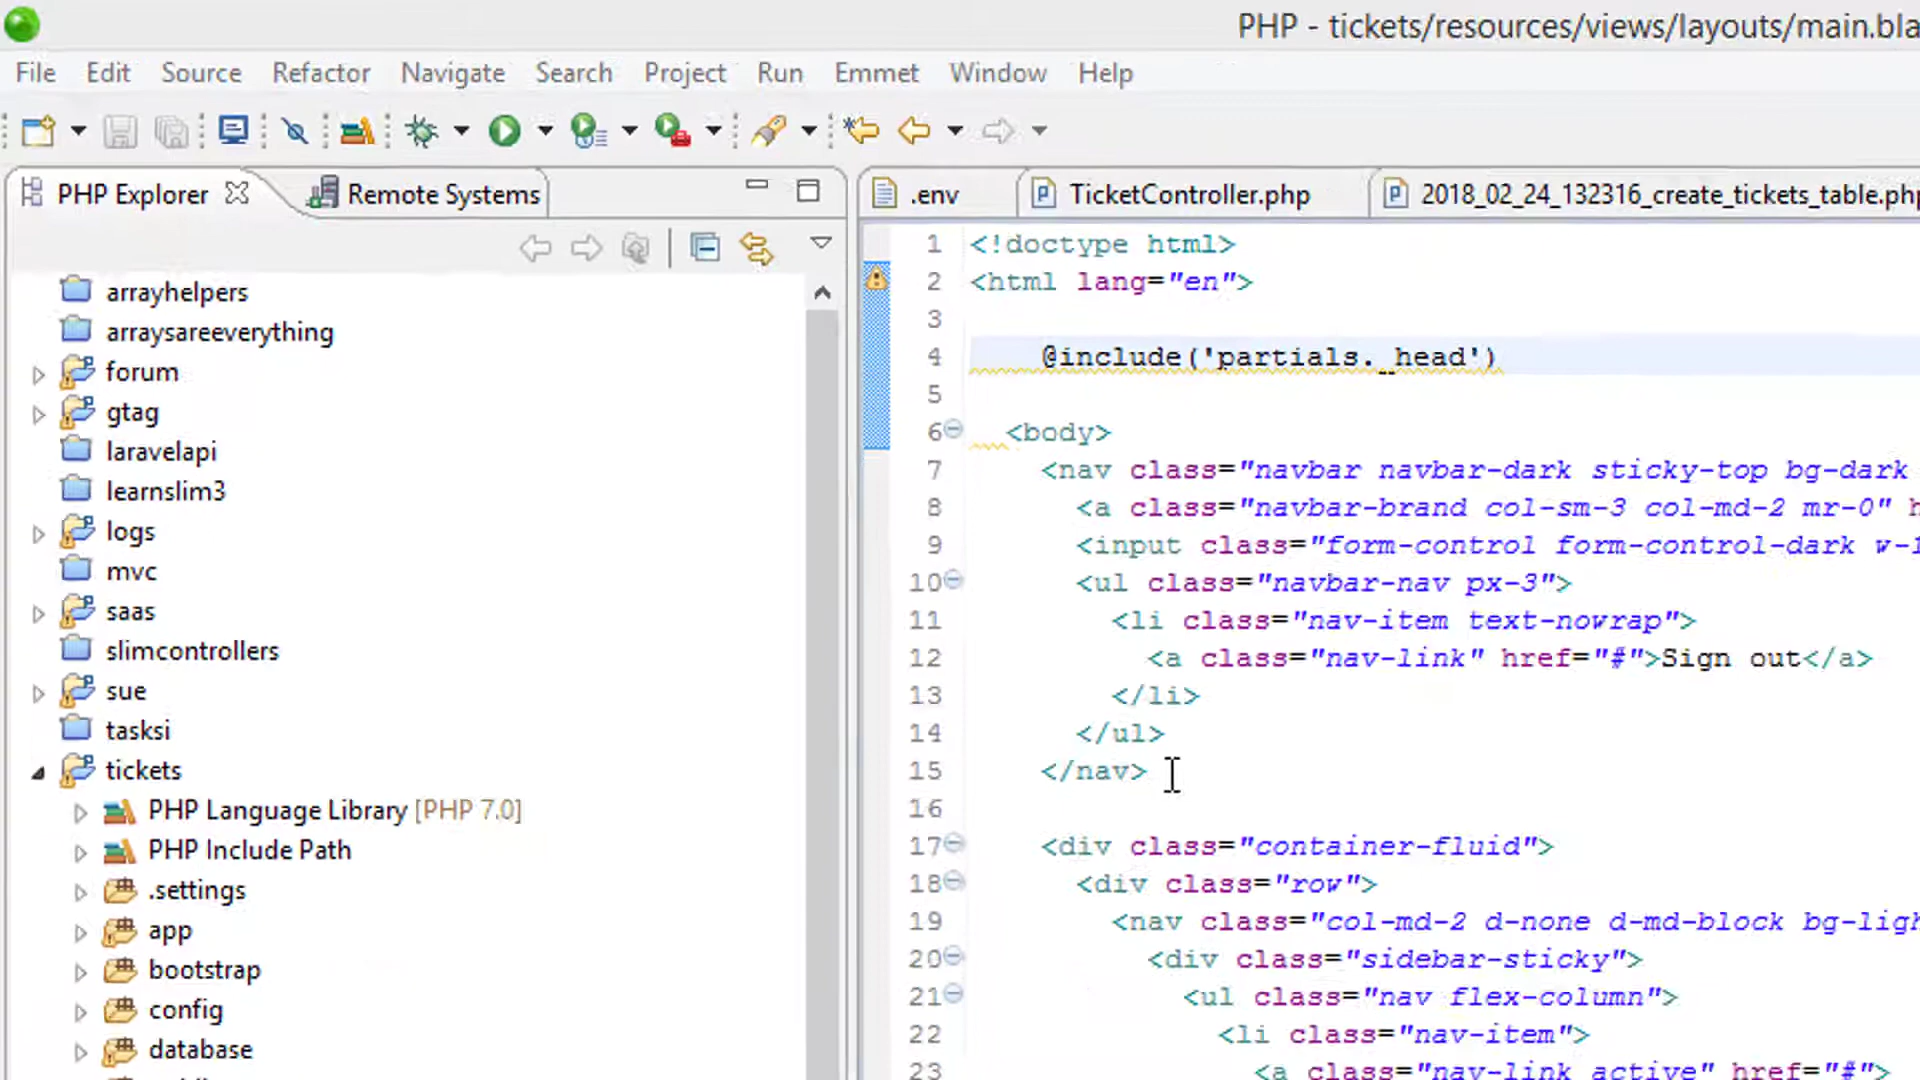 PHP - tickets/resources/views/layouts/main.bla
File Edit Source Refactor Navigate Search Project Run Emmet Window Help
PHP Explorer Remote Systems
.env TicketController.php 2018_02_24_132316_create_tickets_table.php
arrayhelpers
arraysareeverything
forum
gtag
laravelapi
learnslim3
logs
mvc
saas
slimcontrollers
sue
tasksi
tickets
PHP Language Library [PHP 7.0]
PHP Include Path
.settings
app
bootstrap
config
database
1 <!doctype html>
2 <html lang="en">
3
4 @include('partials._head')
5
6 <body>
7 <nav class="navbar navbar-dark sticky-top bg-dark
8 <a class="navbar-brand col-sm-3 col-md-2 mr-0" h
9 <input class="form-control form-control-dark w-1
10 <ul class="navbar-nav px-3">
11 <li class="nav-item text-nowrap">
12 <a class="nav-link" href="#">Sign out</a>
13 </li>
14 </ul>
15 </nav>
16
17 <div class="container-fluid">
18 <div class="row">
19 <nav class="col-md-2 d-none d-md-block bg-ligh
20 <div class="sidebar-sticky">
21 <ul class="nav flex-column">
22 <li class="nav-item">
23 <a class="nav-link active" href="#">